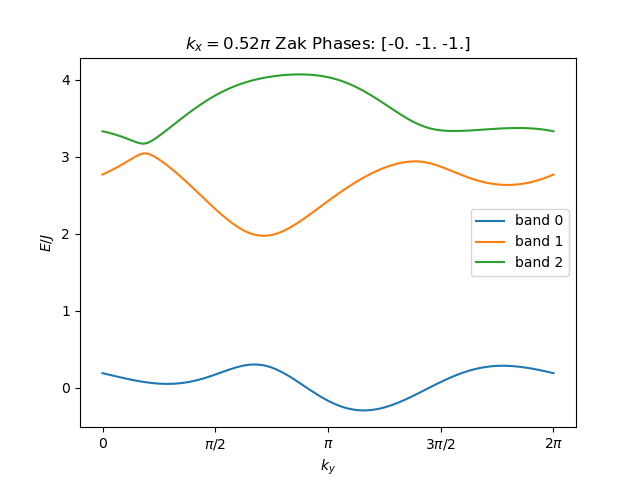 $k_x = 0.52\pi$ Zak Phases: [-0. -1. -1.]
4
3
2
1
0
E/J
band 0
band 1
band 2
0
π/2
π
3π/2
2π
$k_y$